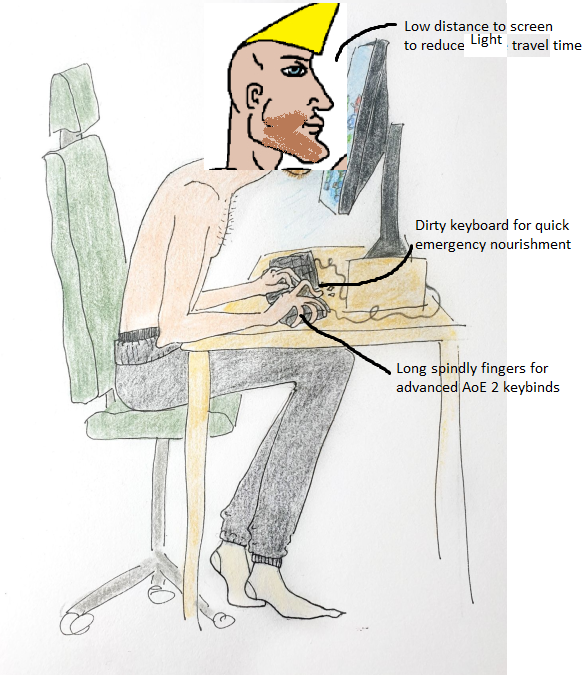 Low distance to screen
to reduce Light travel time
Dirty keyboard for quick
emergency nourishment
Long spindly fingers for
advanced AoE 2 keybinds